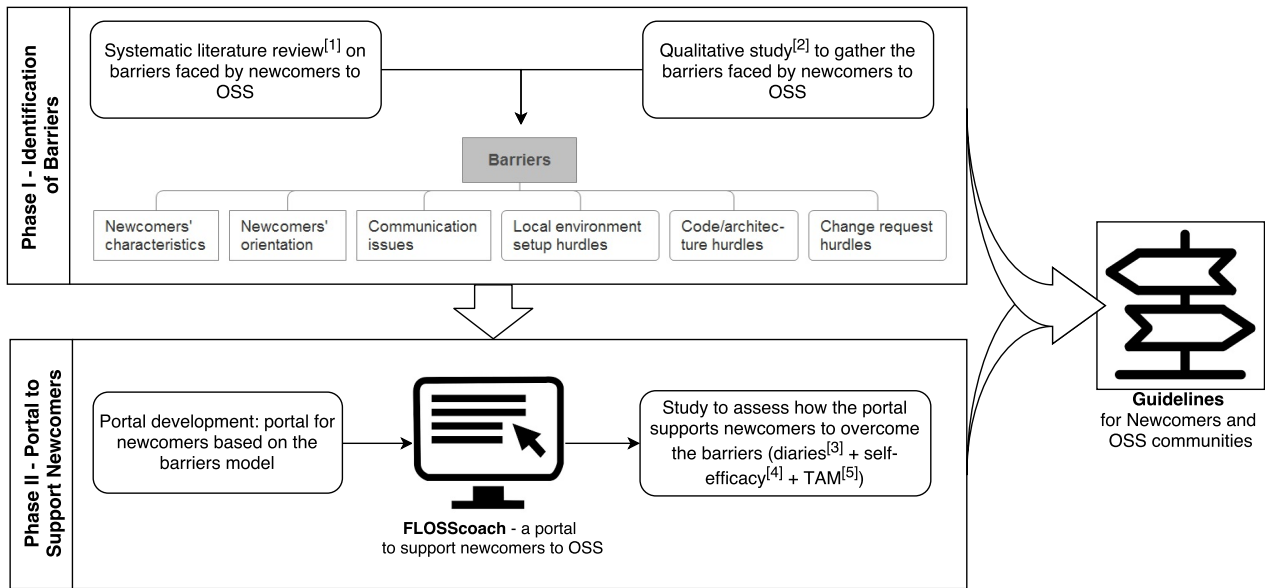 Phase I - Identification
of Barriers
Systematic literature review[1] on
barriers faced by newcomers to
OSS
Qualitative study[2] to gather the
barriers faced by newcomers to
OSS
Barriers
Newcomers'
characteristics
Newcomers'
orientation
Communication
issues
Local environment
setup hurdles
Code/architec-
ture hurdles
Change request
hurdles
Phase II - Portal to
Support Newcomers
Portal development: portal for
newcomers based on the
barriers model
FLOSScoach - a portal
to support newcomers to OSS
Study to assess how the portal
supports newcomers to overcome
the barriers (diaries[3] + self-
efficacy[4] + TAM[5])
Guidelines
for Newcomers and
OSS communities